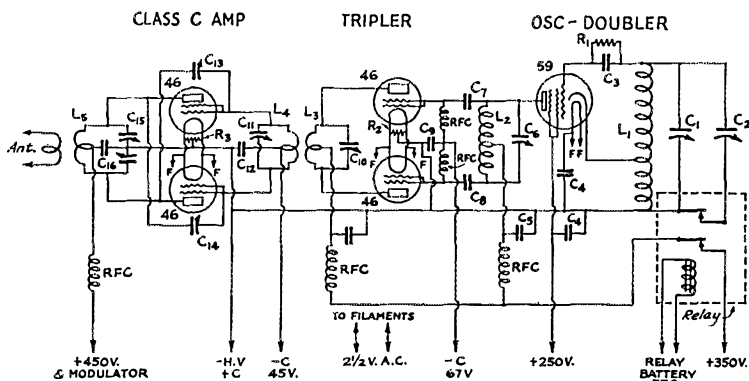 CLASS C AMP TRIPLER OSC-DOUBLER
R1
59
C13
46
46
C7
C3
L5
C15
C11
L4
L3
L2
L1
C1
C2
R3
R2
C9
RFC
C6
Ant.
C16
F
F
C12
C10
F
F
RFC
F F
C4
46
46
C8
C14
C5
C4
RFC
RFC
RFC
TO FILAMENTS
Relay
+450V.
& MODULATOR
-H.V
+C
-C
45V.
2½V. A.C.
-C
67V
+250V.
RELAY
BATTERY
+350V.